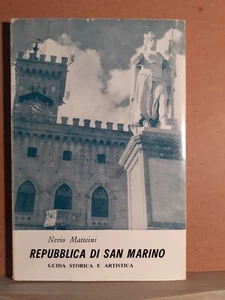 Nevio Matteini
REPUBBLICA DI SAN MARINO
GUIDA STORICA E ARTISTICA